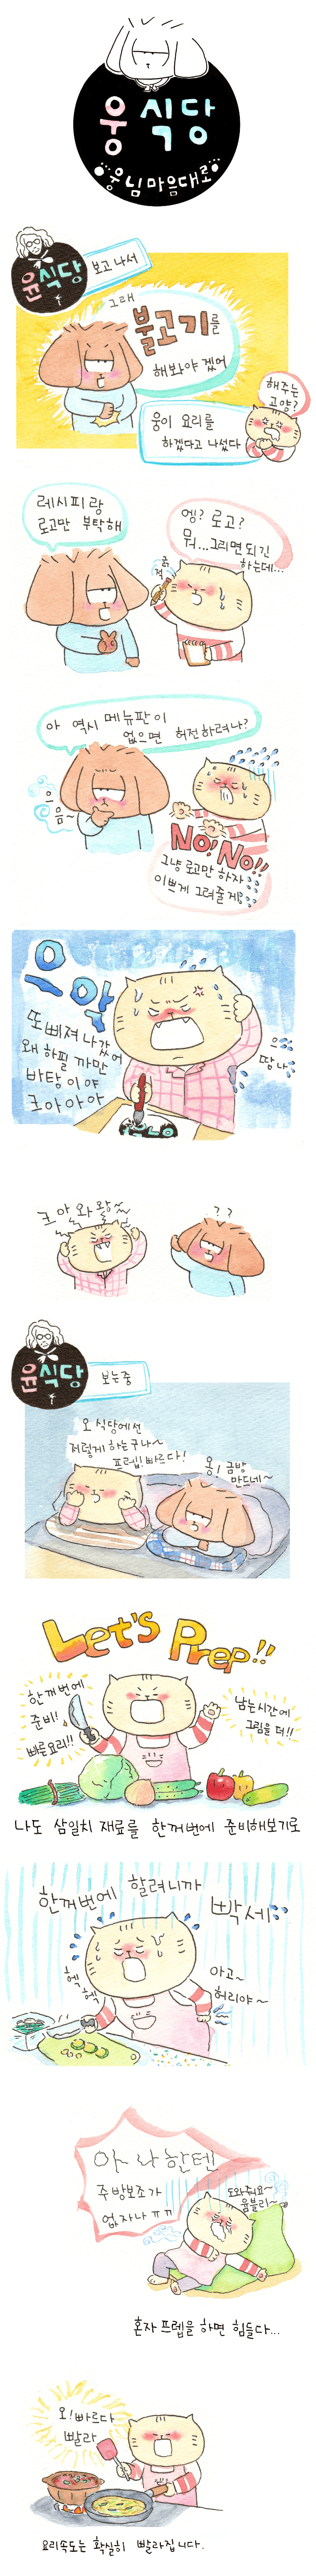 웅식당
웅님마음대로
윤식당
보고 나서
그래
불고기를
해봐야 겠어
해주는
고양?
웅이 요리를
하겠다고 나섰다
레시피랑
로고만 부탁해
엥? 로고?
뭐...그리면되긴
하는데...
긁
적
아 역시 메뉴판이
없으면 허전하려나?
으
음~
NO! NO!!
그냥 로고만 하자
이쁘게 그려줄게
으악
또 삐져 나갔어
왜 하필 까만
바탕이야
크아아아
으
땀 나
크악와왕
??
윤식당
보는중
오 식당에선
저렇게 하는구나~
프렙! 빠르다!
옹! 금방
만드네~
Let's Prep!!
한꺼번에
준비!
빠른요리!!
남는시간에
그림을 더!!
나도 삼일치 재료를 한꺼번에 준비해보기로
한꺼번에 할려니까
빡세
헥
헥
아고~
허리야~
아 나한텐
주방보조가
없자나 ㅠㅠ
도와줘요~
움블리~
혼자 프렙을 하면 힘들다...
오! 빠르다
빨라
요리속도는 확실히 빨라집니다.